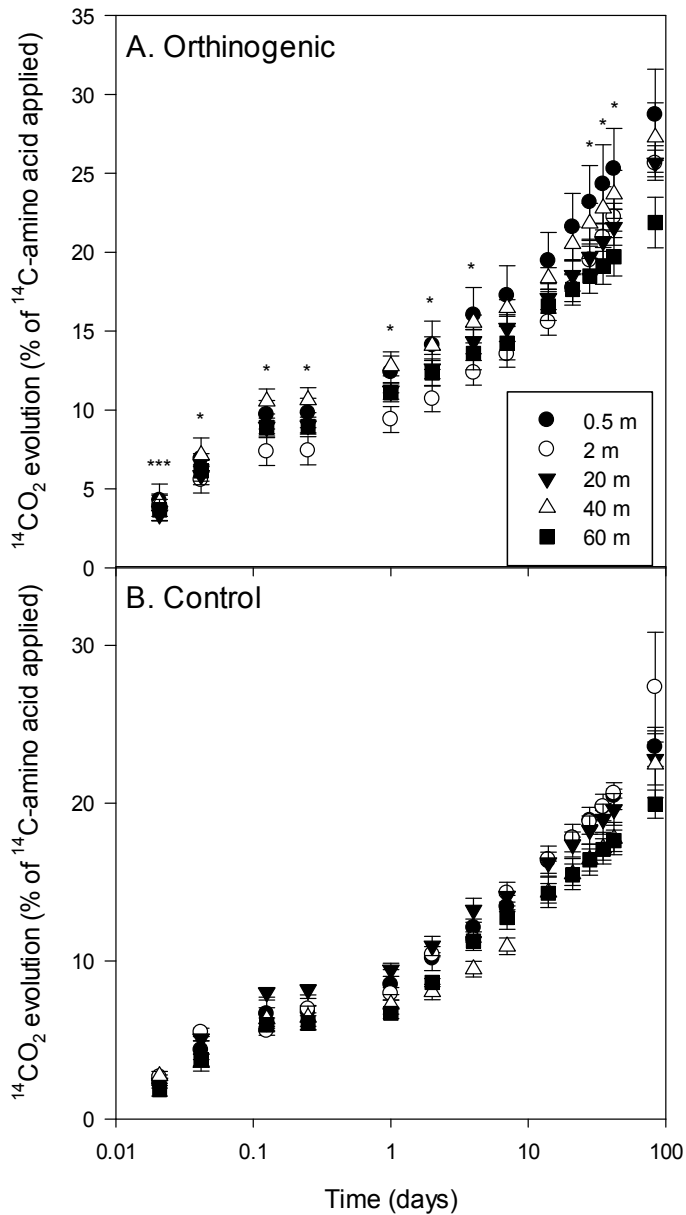 A. Orthinogenic
35
30
25
20
15
10
5
0
***
*
*
*
*
*
*
*
*
*
¹⁴CO₂ evolution (% of ¹⁴C-amino acid applied)
0.5 m
2 m
20 m
40 m
60 m
B. Control
30
20
10
0
¹⁴CO₂ evolution (% of ¹⁴C-amino acid applied)
0.01
0.1
1
10
100
Time (days)